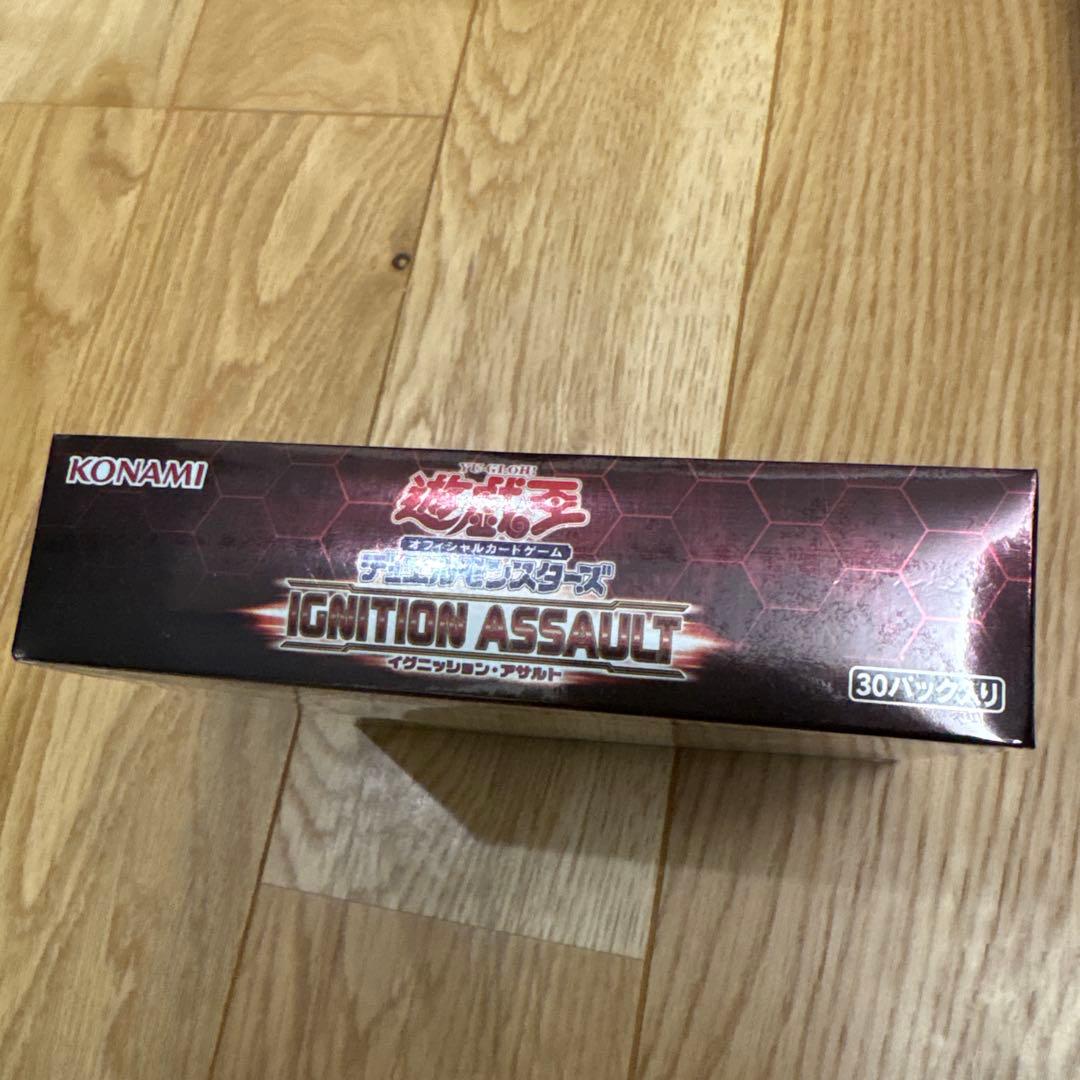 KONAMI
YU-GI-OH!
遊戯王
オフィシャルカードゲーム
デュエルモンスターズ
IGNITION ASSAULT
イグニッション・アサルト
30パック入り